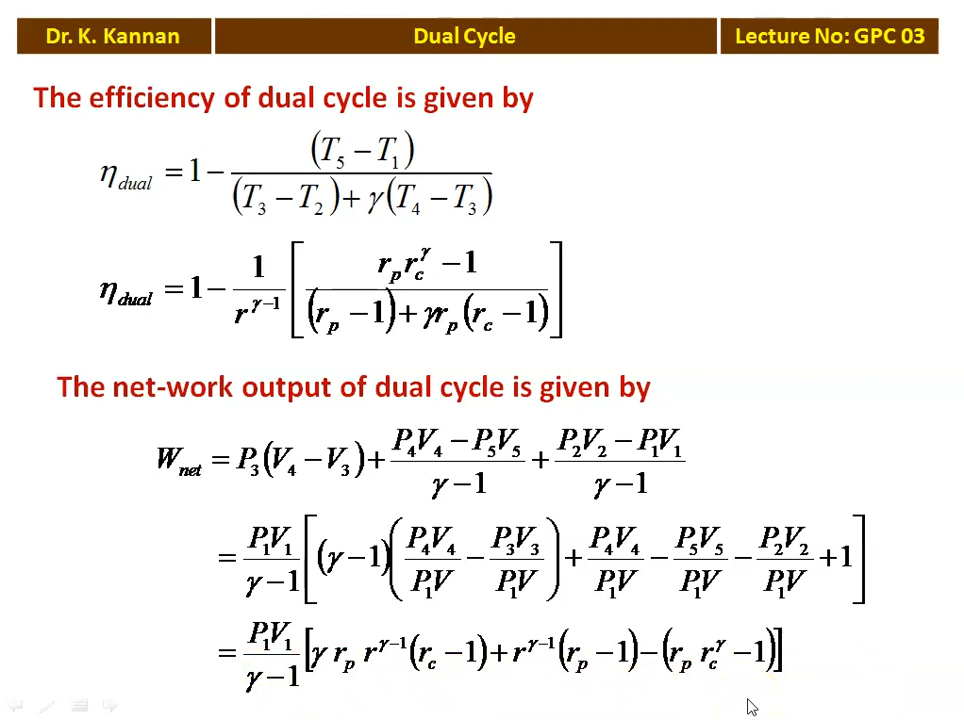 Dr. K. Kannan Dual Cycle Lecture No: GPC 03
The efficiency of dual cycle is given by
η_dual = 1 − (T_5 − T_1) / ((T_3 − T_2) + γ(T_4 − T_3))
η_dual = 1 − 1/r^(γ−1) [ (r_p r_c^γ − 1) / ((r_p − 1) + γr_p(r_c − 1)) ]
The net-work output of dual cycle is given by
W_net = P_3(V_4 − V_3) + (P_4V_4 − P_5V_5)/(γ − 1) + (P_2V_2 − P_1V_1)/(γ − 1)
= P_1V_1/(γ − 1) [ (γ − 1)( P_4V_4/P_1V − P_3V_3/P_1V ) + P_4V_4/P_1V − P_5V_5/P_1V − P_2V_2/P_1V + 1 ]
= P_1V_1/(γ − 1) [γ r_p r^(γ−1)(r_c − 1) + r^(γ−1)(r_p − 1) − (r_p r_c^γ − 1)]